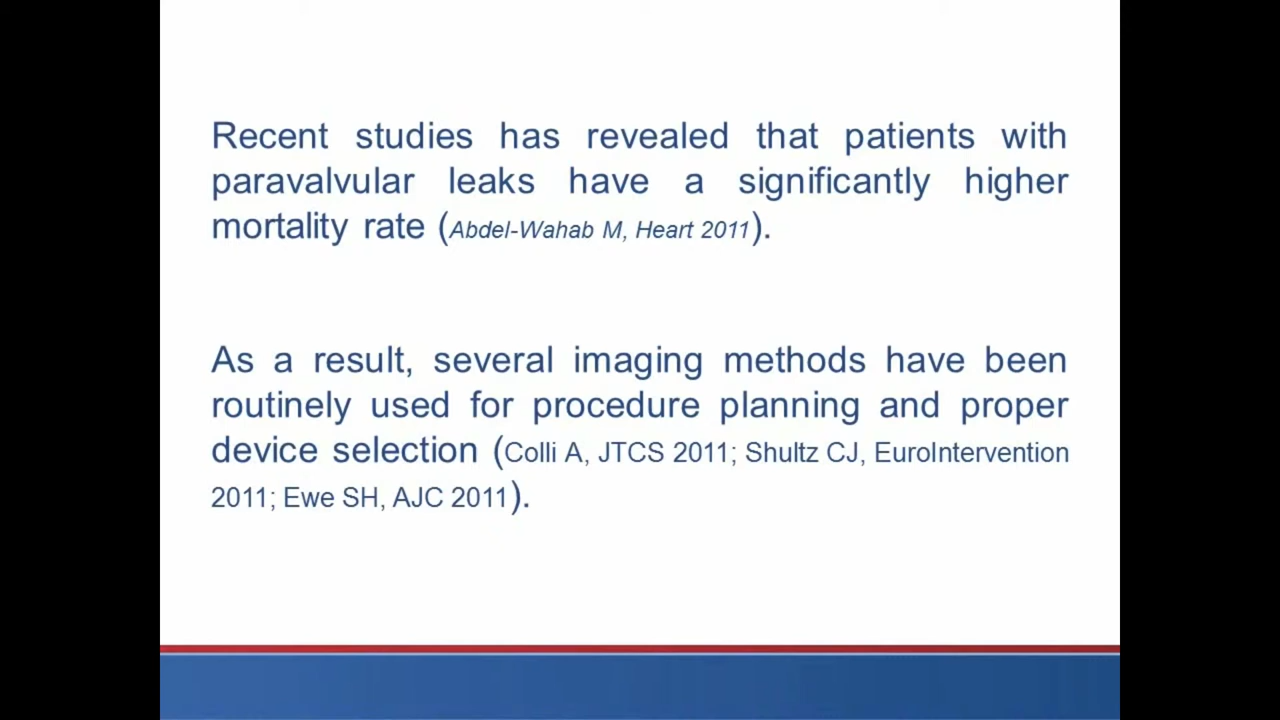 Recent studies has revealed that patients with
paravalvular leaks have a significantly higher
mortality rate (Abdel-Wahab M, Heart 2011).
As a result, several imaging methods have been
routinely used for procedure planning and proper
device selection (Colli A, JTCS 2011; Shultz CJ, EuroIntervention
2011; Ewe SH, AJC 2011).